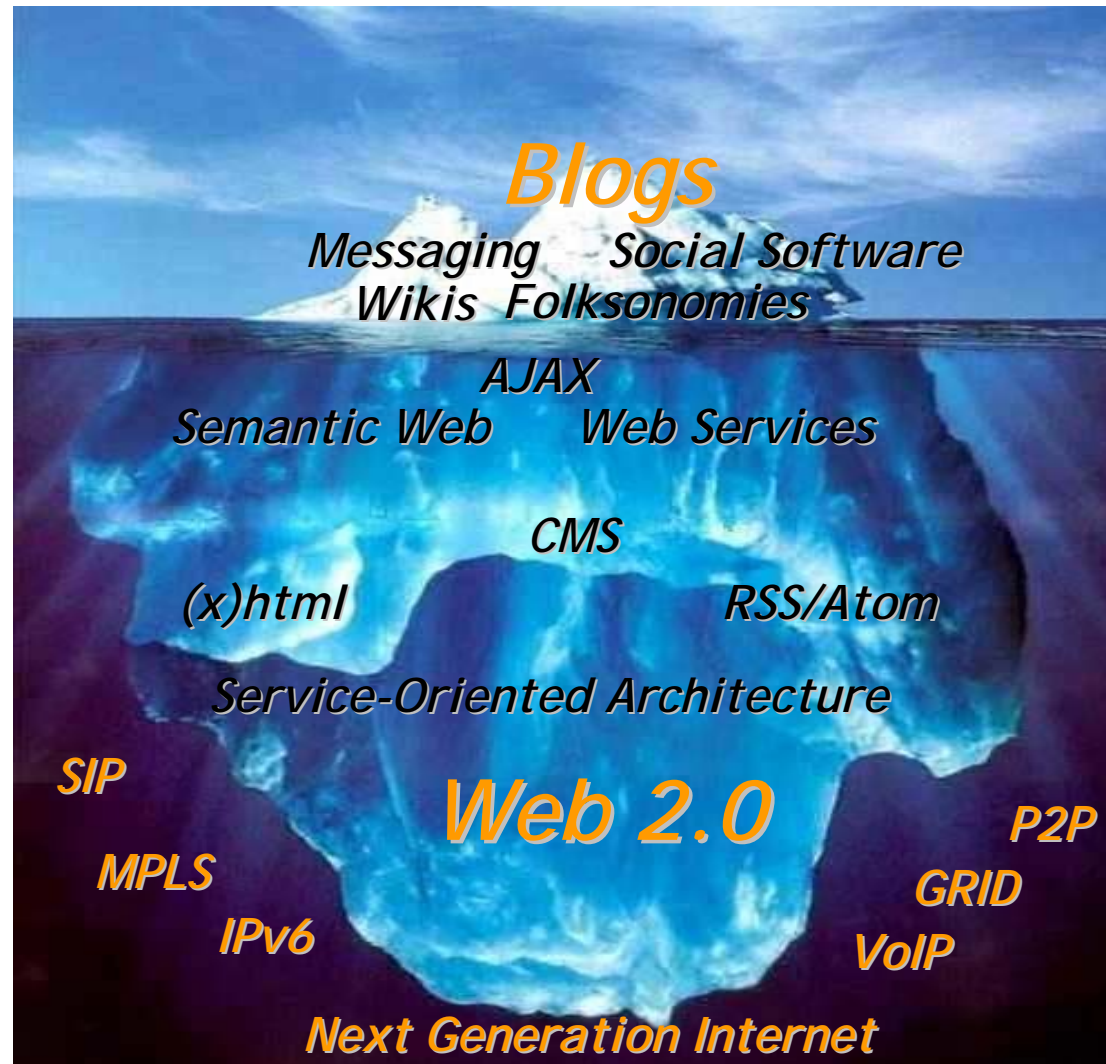 Blogs
Messaging Social Software
Wikis Folksonomies
AJAX
Semantic Web Web Services
CMS
(x)html RSS/Atom
Service-Oriented Architecture
SIP
Web 2.0
P2P
MPLS
GRID
IPv6
VoIP
Next Generation Internet